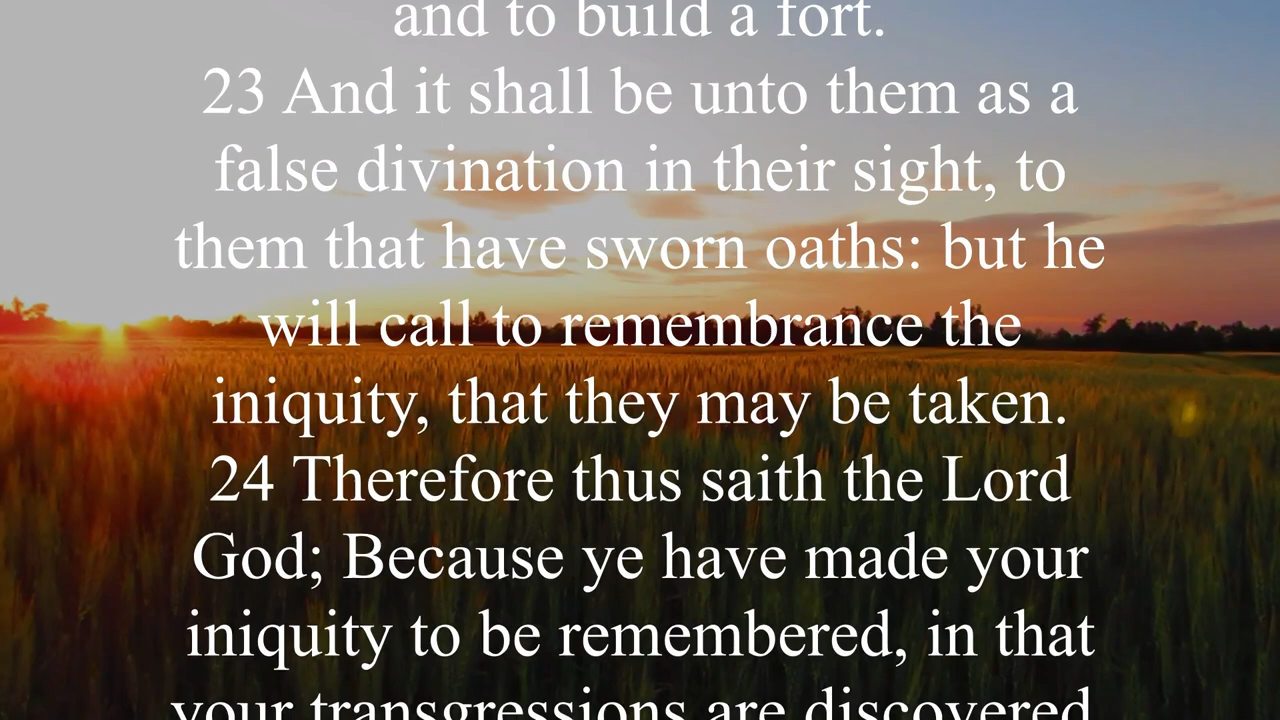 and to build a fort.
23 And it shall be unto them as a
false divination in their sight, to
them that have sworn oaths: but he
will call to remembrance the
iniquity, that they may be taken.
24 Therefore thus saith the Lord
God; Because ye have made your
iniquity to be remembered, in that
your transgressions are discovered,